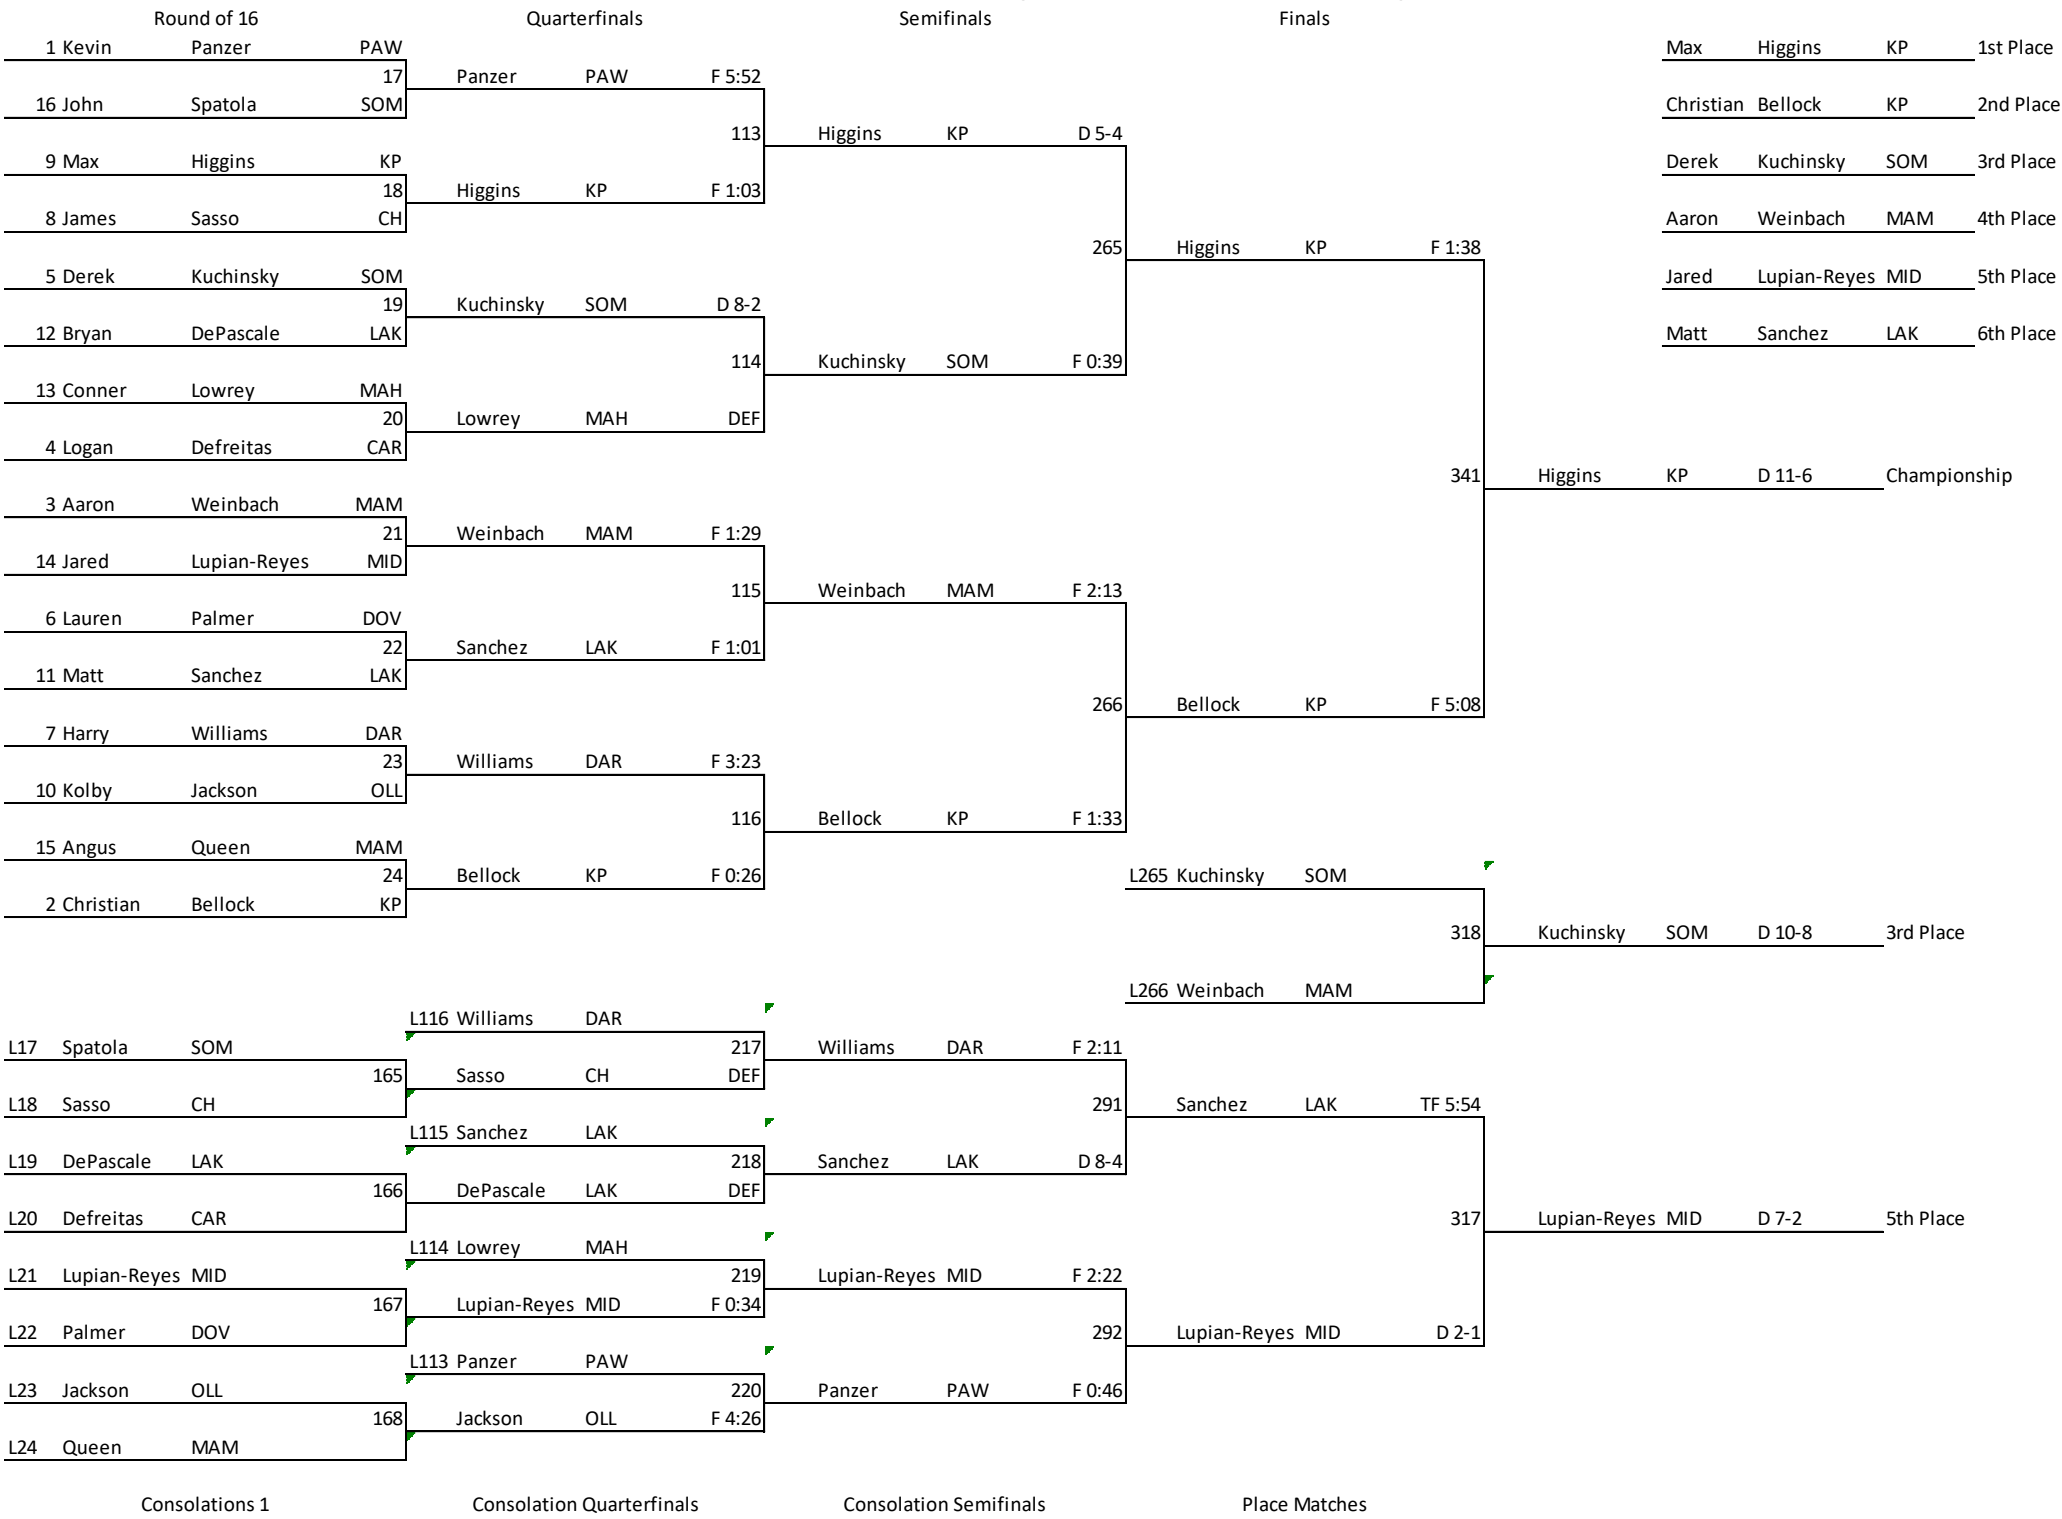 Round of 16 Quarterfinals Semifinals Finals
1 Kevin Panzer PAW Max Higgins KP 1st Place
17 Panzer PAW F 5:52
16 John Spatola SOM Christian Bellock KP 2nd Place
113 Higgins KP D 5-4
9 Max Higgins KP Derek Kuchinsky SOM 3rd Place
18 Higgins KP F 1:03
8 James Sasso CH Aaron Weinbach MAM 4th Place
265 Higgins KP F 1:38
5 Derek Kuchinsky SOM Jared Lupian-Reyes MID 5th Place
19 Kuchinsky SOM D 8-2
12 Bryan DePascale LAK Matt Sanchez LAK 6th Place
114 Kuchinsky SOM F 0:39
13 Conner Lowrey MAH
20 Lowrey MAH DEF
4 Logan Defreitas CAR
341 Higgins KP D 11-6 Championship
3 Aaron Weinbach MAM
21 Weinbach MAM F 1:29
14 Jared Lupian-Reyes MID
115 Weinbach MAM F 2:13
6 Lauren Palmer DOV
22 Sanchez LAK F 1:01
11 Matt Sanchez LAK
266 Bellock KP F 5:08
7 Harry Williams DAR
23 Williams DAR F 3:23
10 Kolby Jackson OLL
116 Bellock KP F 1:33
15 Angus Queen MAM
24 Bellock KP F 0:26 L265 Kuchinsky SOM
2 Christian Bellock KP
318 Kuchinsky SOM D 10-8 3rd Place
L266 Weinbach MAM
L116 Williams DAR
L17 Spatola SOM 217 Williams DAR F 2:11
165 Sasso CH DEF
L18 Sasso CH 291 Sanchez LAK TF 5:54
L115 Sanchez LAK
L19 DePascale LAK 218 Sanchez LAK D 8-4
166 DePascale LAK DEF
L20 Defreitas CAR 317 Lupian-Reyes MID D 7-2 5th Place
L114 Lowrey MAH
L21 Lupian-Reyes MID 219 Lupian-Reyes MID F 2:22
167 Lupian-Reyes MID F 0:34
L22 Palmer DOV 292 Lupian-Reyes MID D 2-1
L113 Panzer PAW
L23 Jackson OLL 220 Panzer PAW F 0:46
168 Jackson OLL F 4:26
L24 Queen MAM
Consolations 1 Consolation Quarterfinals Consolation Semifinals Place Matches